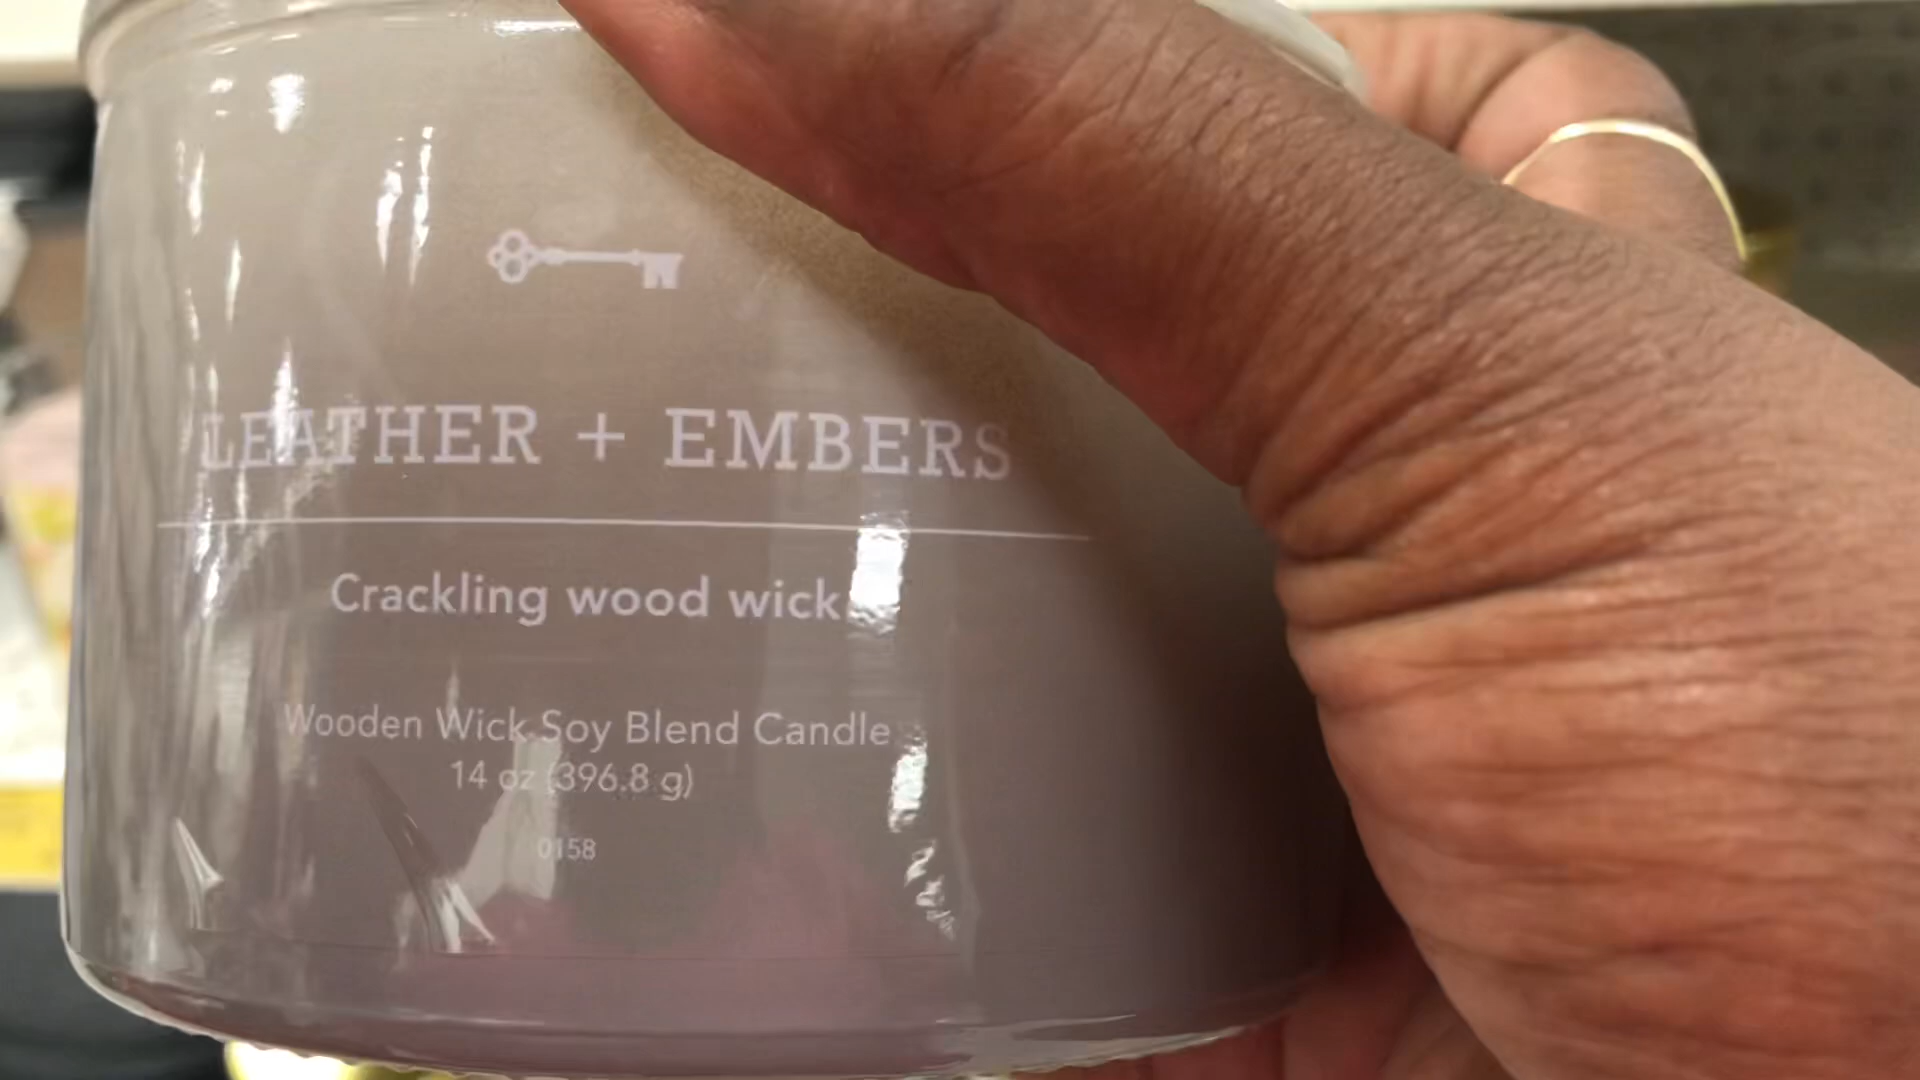 LEATHER + EMBERS
Crackling wood wick
Wooden Wick Soy Blend Candle
14 oz (396.8 g)
0158